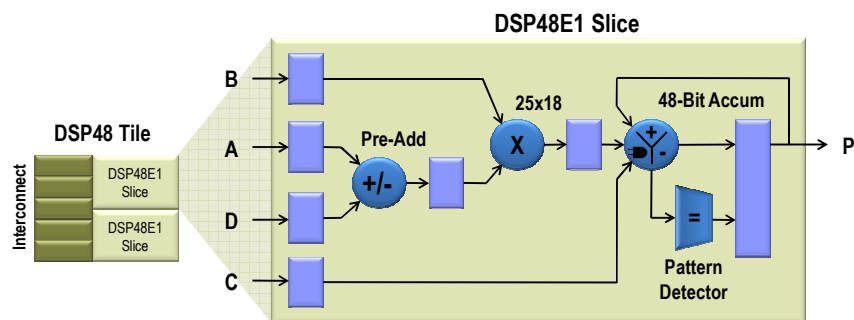 DSP48E1 Slice
B
25x18
48-Bit Accum
DSP48 Tile
A
Pre-Add
+
-
X
P
Interconnect
DSP48E1
Slice
+/-
DSP48E1
Slice
D
=
C
Pattern
Detector